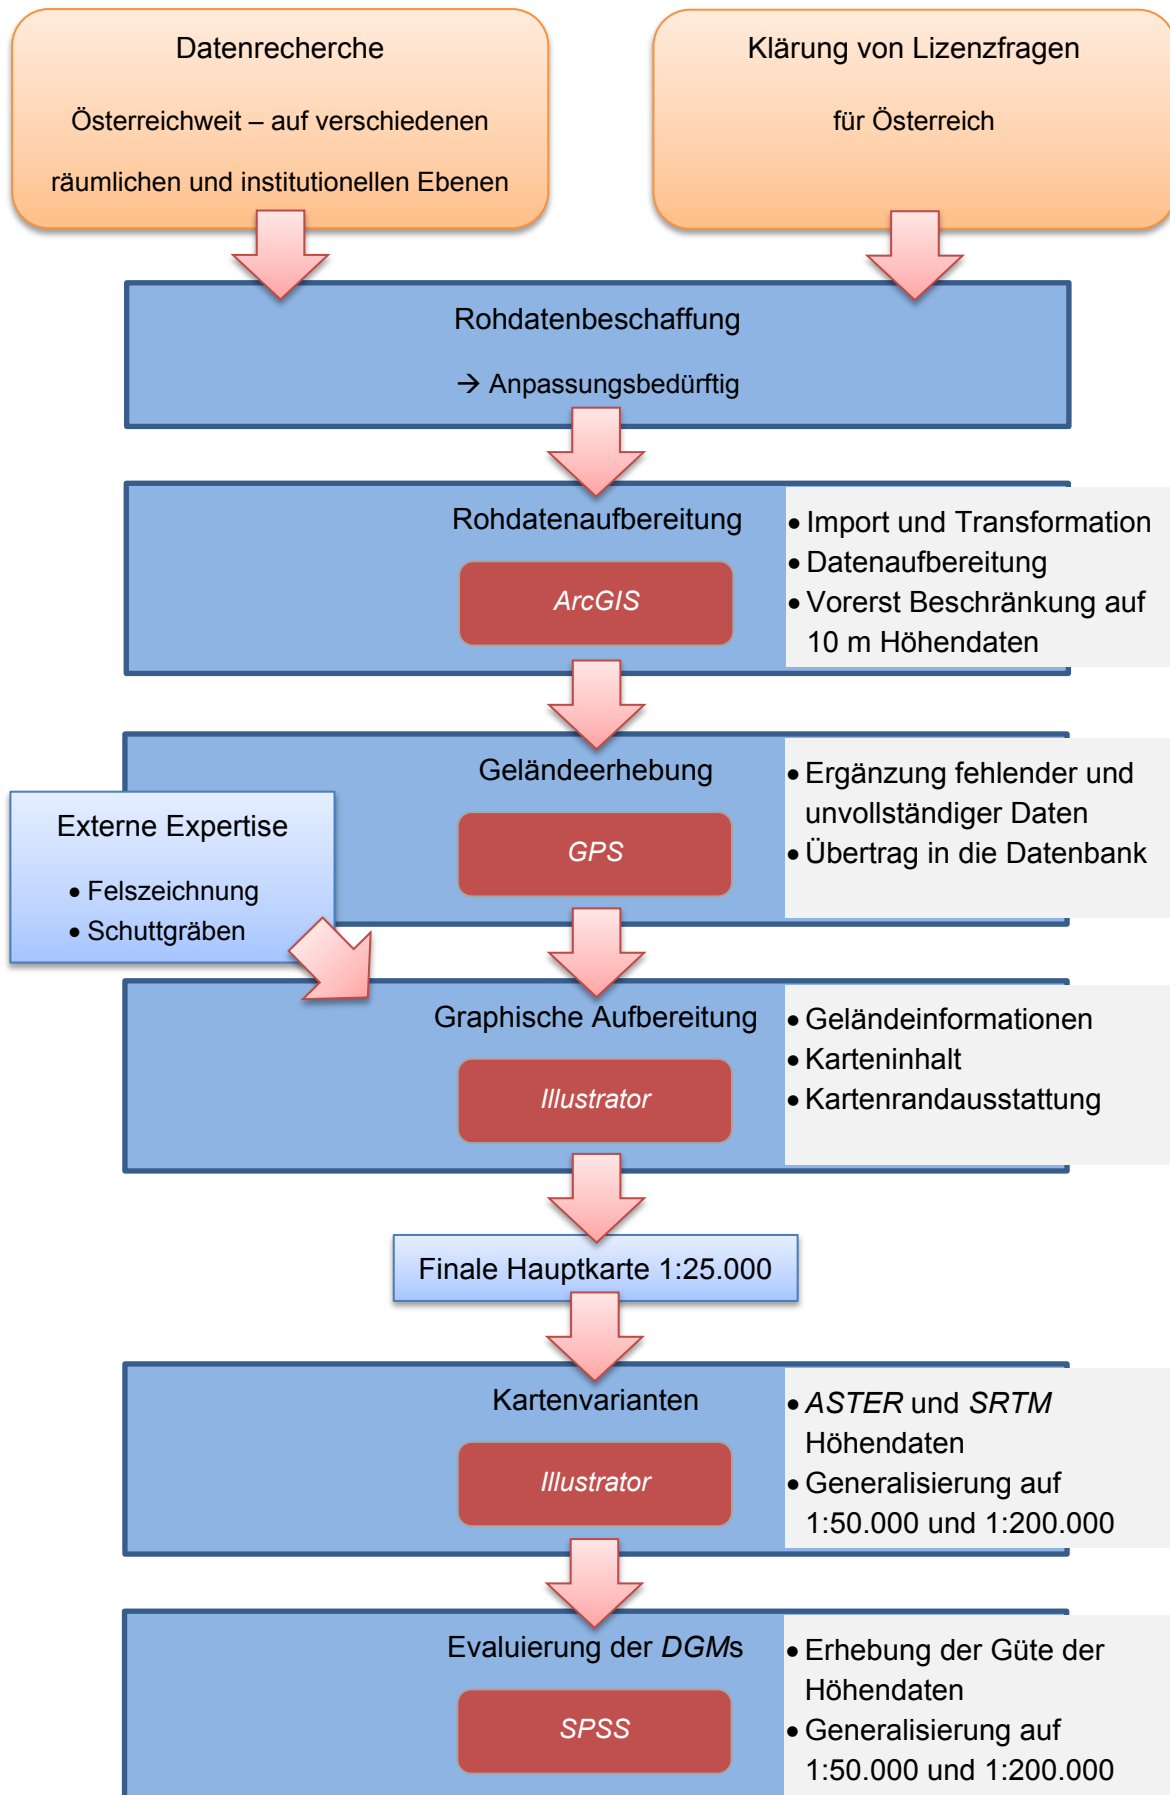 Datenrecherche
Österreichweit – auf verschiedenen
räumlichen und institutionellen Ebenen
Klärung von Lizenzfragen
für Österreich
Rohdatenbeschaffung
→ Anpassungsbedürftig
Rohdatenaufbereitung
ArcGIS
• Import und Transformation
• Datenaufbereitung
• Vorerst Beschränkung auf
10 m Höhendaten
Geländeerhebung
GPS
• Ergänzung fehlender und
unvollständiger Daten
• Übertrag in die Datenbank
Externe Expertise
• Felszeichnung
• Schuttgräben
Graphische Aufbereitung
Illustrator
• Geländeinformationen
• Karteninhalt
• Kartenrandausstattung
Finale Hauptkarte 1:25.000
Kartenvarianten
Illustrator
• ASTER und SRTM
Höhendaten
• Generalisierung auf
1:50.000 und 1:200.000
Evaluierung der DGMs
SPSS
• Erhebung der Güte der
Höhendaten
• Generalisierung auf
1:50.000 und 1:200.000